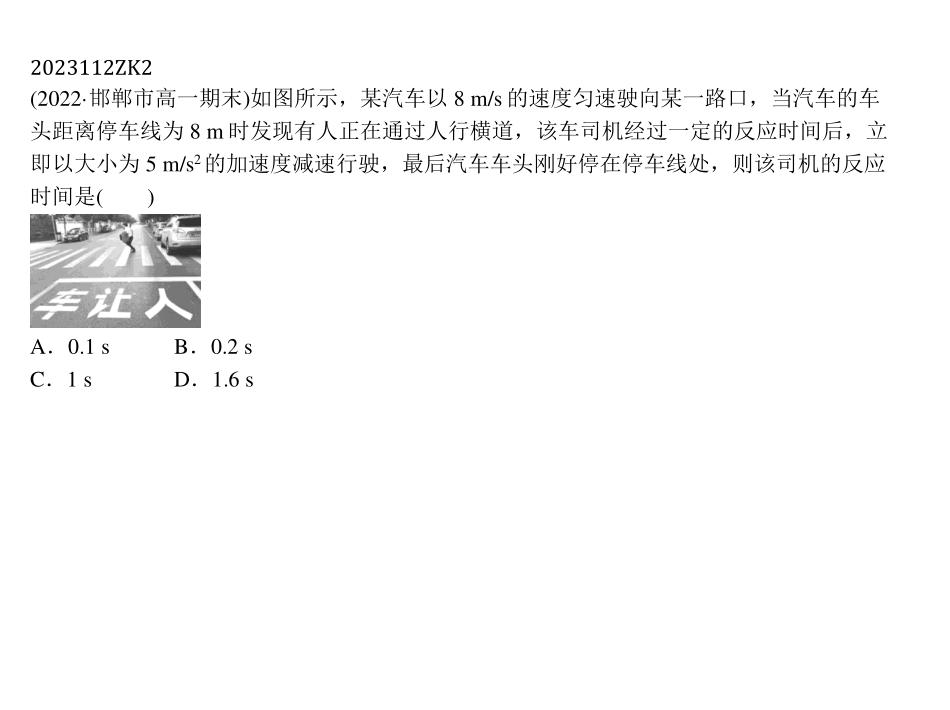 2023112ZK2
(2022·邯郸市高一期末)如图所示，某汽车以 8 m/s 的速度匀速驶向某一路口，当汽车的车
头距离停车线为 8 m 时发现有人正在通过人行横道，该车司机经过一定的反应时间后，立
即以大小为 5 m/s² 的加速度减速行驶，最后汽车车头刚好停在停车线处，则该司机的反应
时间是(　　)
车让人
A．0.1 s　　　B．0.2 s
C．1 s　　　D．1.6 s